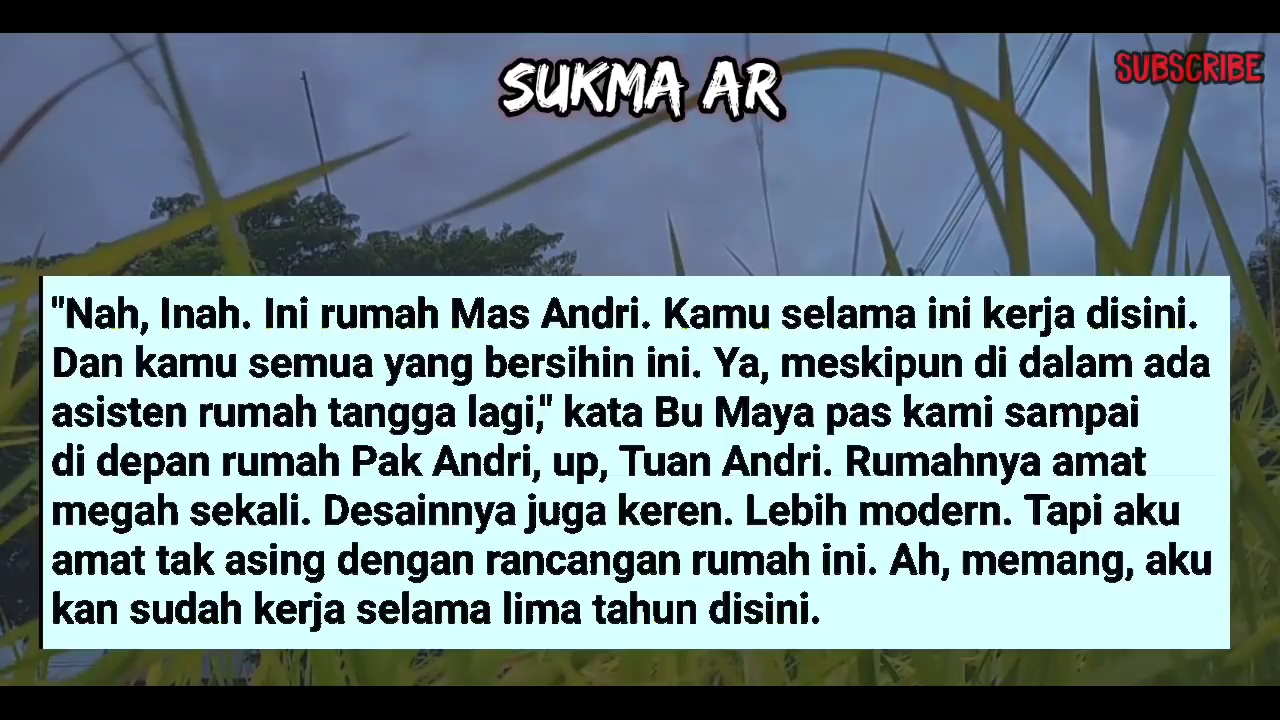 SUKMA AR
SUBSCRIBE
"Nah, Inah. Ini rumah Mas Andri. Kamu selama ini kerja disini.
Dan kamu semua yang bersihin ini. Ya, meskipun di dalam ada
asisten rumah tangga lagi," kata Bu Maya pas kami sampai
di depan rumah Pak Andri, up, Tuan Andri. Rumahnya amat
megah sekali. Desainnya juga keren. Lebih modern. Tapi aku
amat tak asing dengan rancangan rumah ini. Ah, memang, aku
kan sudah kerja selama lima tahun disini.